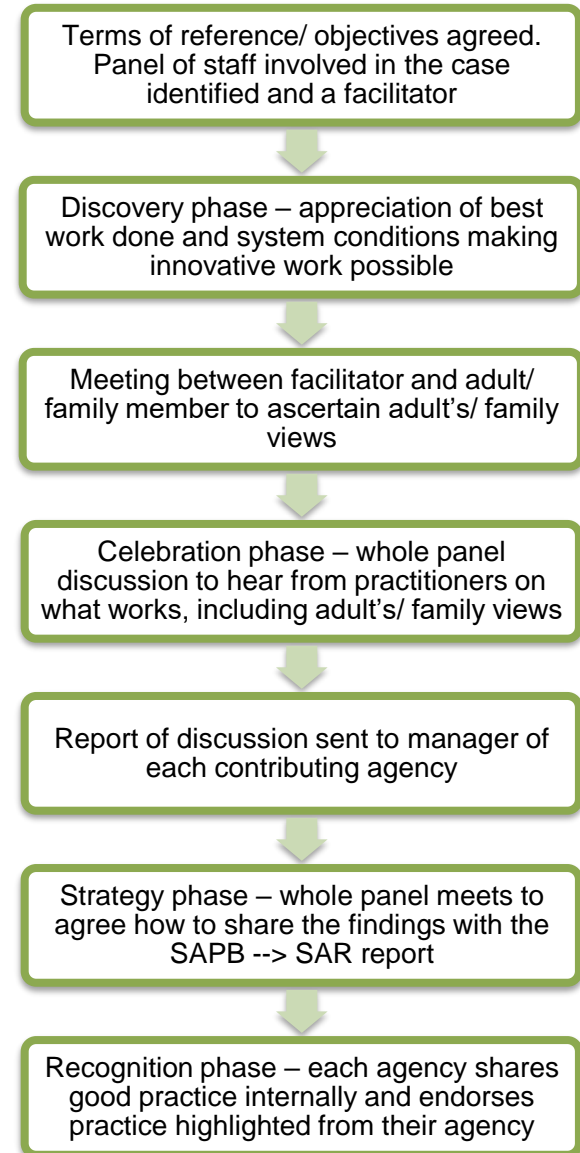 Terms of reference/ objectives agreed.
Panel of staff involved in the case
identified and a facilitator
Discovery phase – appreciation of best
work done and system conditions making
innovative work possible
Meeting between facilitator and adult/
family member to ascertain adult’s/ family
views
Celebration phase – whole panel
discussion to hear from practitioners on
what works, including adult’s/ family views
Report of discussion sent to manager of
each contributing agency
Strategy phase – whole panel meets to
agree how to share the findings with the
SAPB --> SAR report
Recognition phase – each agency shares
good practice internally and endorses
practice highlighted from their agency